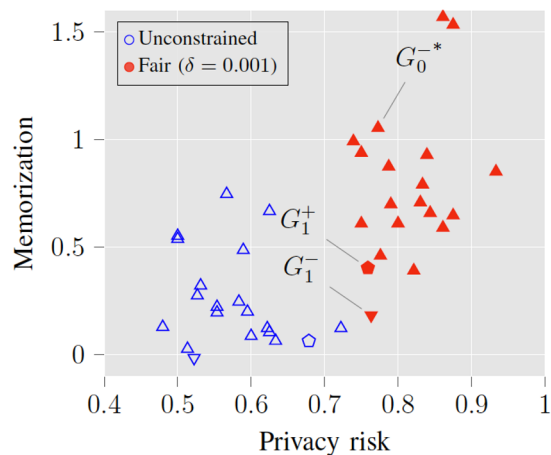 Unconstrained
Fair (δ = 0.001)
1.5
1
0.5
0
Memorization
G₀⁻*
G₁⁺
G₁⁻
0.4 0.5 0.6 0.7 0.8 0.9 1
Privacy risk